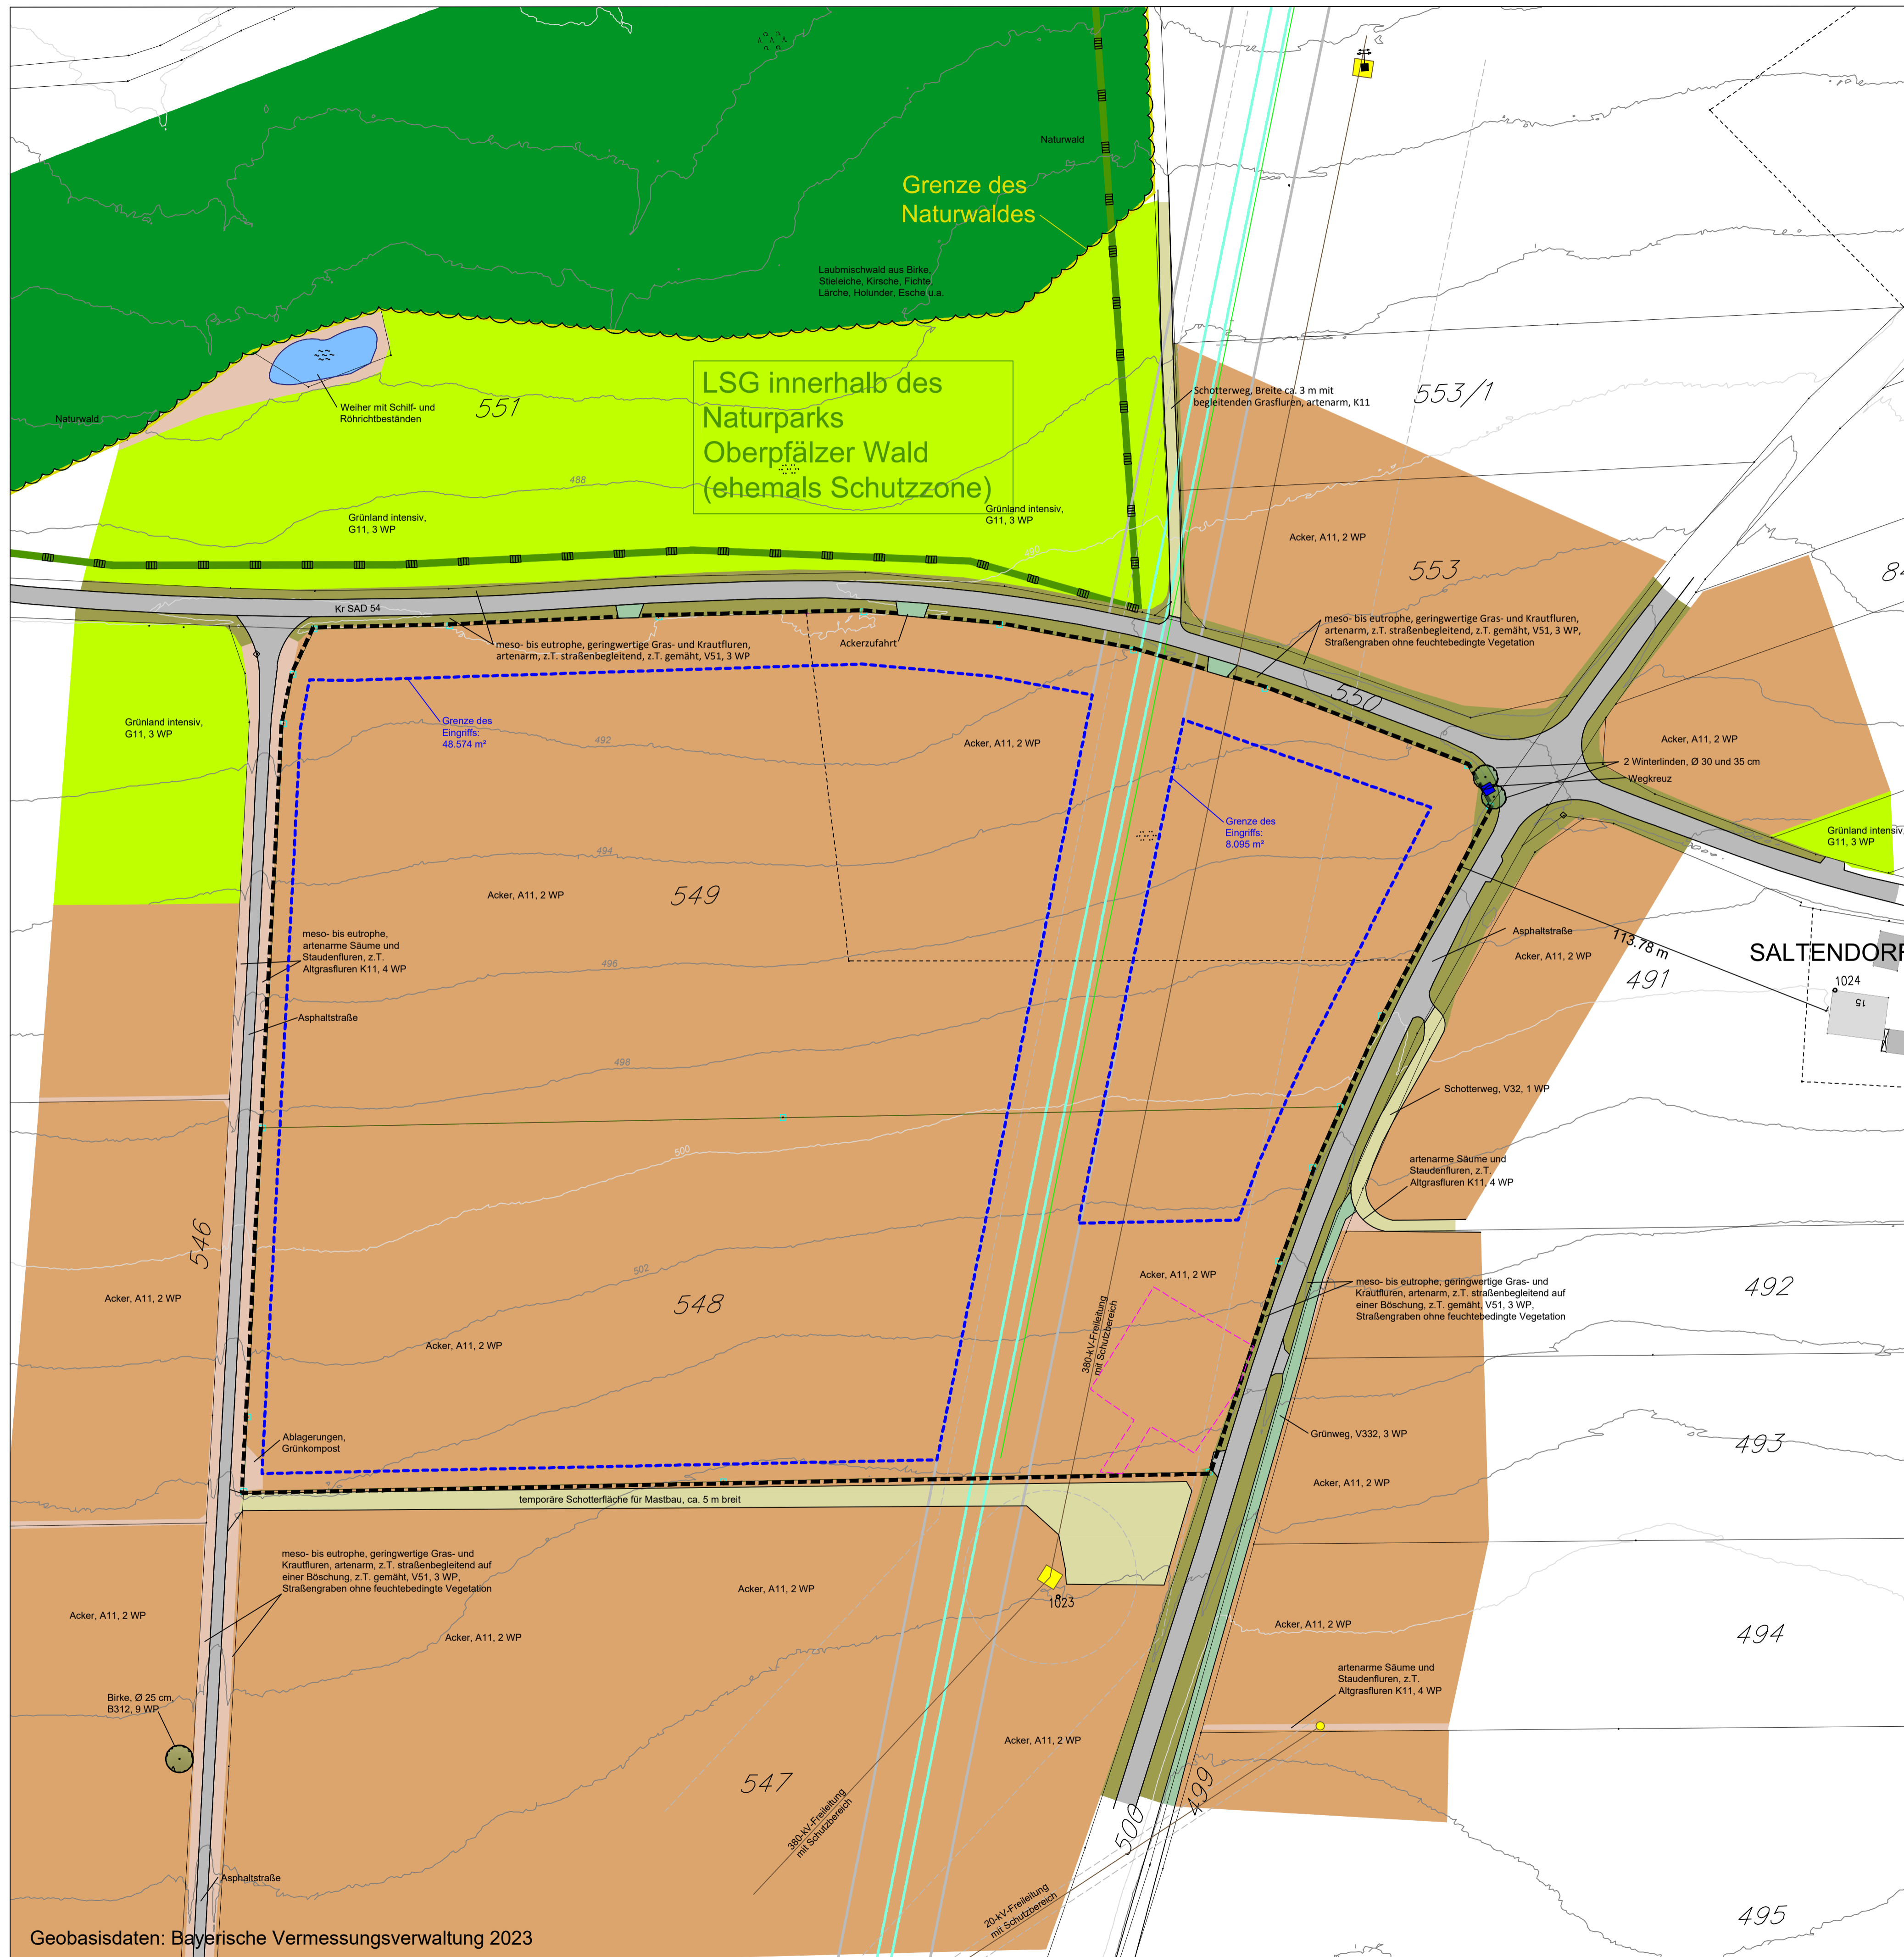 Naturwald
Grenze des
Naturwaldes
Laubmischwald aus Birke,
Stieleiche, Kirsche, Fichte,
Lärche, Holunder, Esche u.a.
Schotterweg, Breite ca. 3 m mit
begleitenden Grasfluren, artenarm, K11
553/1
LSG innerhalb des
Naturparks
Oberpfälzer Wald
(ehemals Schutzzone)
Weiher mit Schilf- und
Röhrichtbeständen
551
Naturwald
488
Grünland intensiv,
G11, 3 WP
Grünland intensiv,
G11, 3 WP
Acker, A11, 2 WP
553
Kr SAD 54
meso- bis eutrophe, geringwertige Gras- und Krautfluren,
artenarm, z.T. straßenbegleitend, z.T. gemäht, V51, 3 WP
Ackerzufahrt
meso- bis eutrophe, geringwertige Gras- und Krautfluren,
artenarm, z.T. straßenbegleitend, z.T. gemäht, V51, 3 WP,
Straßengraben ohne feuchtebedingte Vegetation
550
Grünland intensiv,
G11, 3 WP
Grenze des
Eingriffs:
48.574 m²
492
Acker, A11, 2 WP
Acker, A11, 2 WP
2 Winterlinden, Ø 30 und 35 cm
Wegkreuz
Grenze des
Eingriffs:
8.095 m²
Grünland intensiv,
G11, 3 WP
494
Acker, A11, 2 WP
549
meso- bis eutrophe,
artenarme Säume und
Staudenfluren, z.T.
Altgrasfluren K11, 4 WP
496
Asphaltstraße
113.78 m
Acker, A11, 2 WP
491
SALTENDORF
1024
15
Asphaltstraße
498
Schotterweg, V32, 1 WP
500
artenarme Säume und
Staudenfluren, z.T.
Altgrasfluren K11, 4 WP
546
502
Acker, A11, 2 WP
548
Acker, A11, 2 WP
380-kV-Freileitung
mit Schutzbereich
meso- bis eutrophe, geringwertige Gras- und
Krautfluren, artenarm, z.T. straßenbegleitend auf
einer Böschung, z.T. gemäht, V51, 3 WP,
Straßengraben ohne feuchtebedingte Vegetation
492
Acker, A11, 2 WP
Ablagerungen,
Grünkompost
Grünweg, V332, 3 WP
493
Acker, A11, 2 WP
temporäre Schotterfläche für Mastbau, ca. 5 m breit
meso- bis eutrophe, geringwertige Gras- und
Krautfluren, artenarm, z.T. straßenbegleitend auf
einer Böschung, z.T. gemäht, V51, 3 WP,
Straßengraben ohne feuchtebedingte Vegetation
Acker, A11, 2 WP
1023
Acker, A11, 2 WP
Acker, A11, 2 WP
Acker, A11, 2 WP
494
artenarme Säume und
Staudenfluren, z.T.
Altgrasfluren K11, 4 WP
Birke, Ø 25 cm,
B312, 9 WP
Acker, A11, 2 WP
547
380-kV-Freileitung
mit Schutzbereich
500
499
Asphaltstraße
20-kV-Freileitung
mit Schutzbereich
495
Geobasisdaten: Bayerische Vermessungsverwaltung 2023